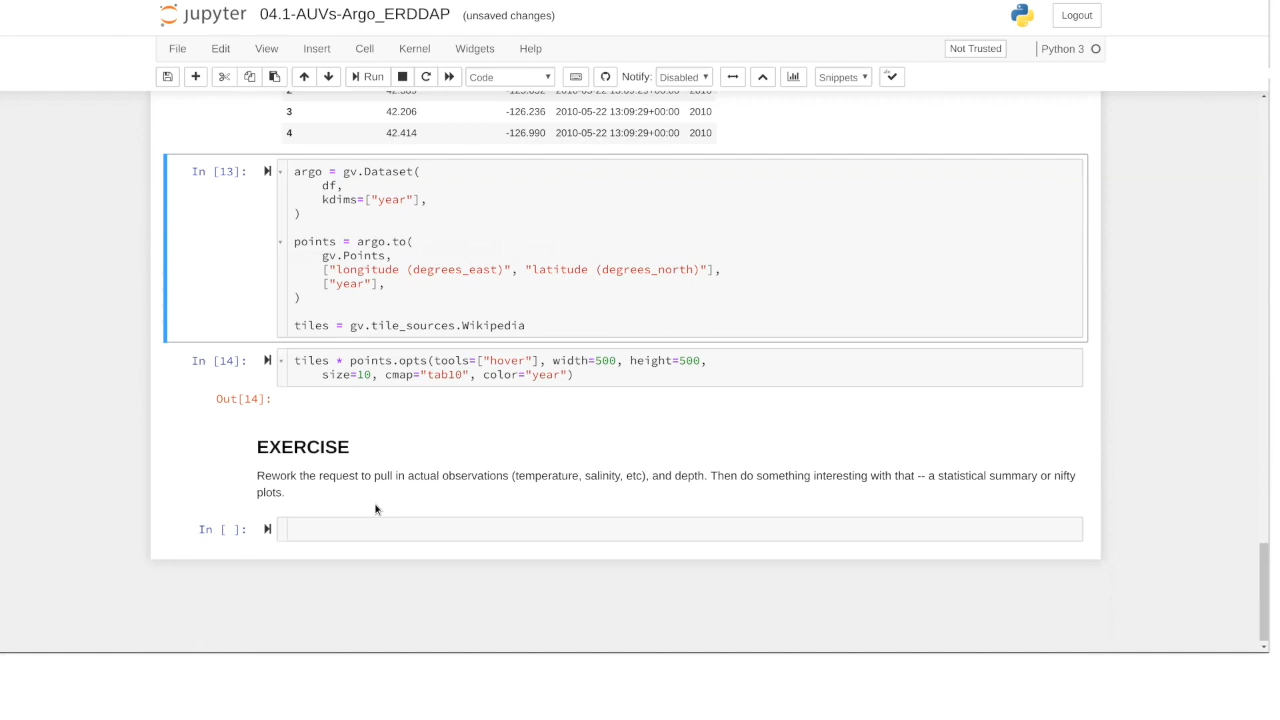 jupyter 04.1-AUVs-Argo_ERDDAP (unsaved changes) Logout
File Edit View Insert Cell Kernel Widgets Help Not Trusted Python 3
Run Code Notify: Disabled Snippets
3 42.206 -126.236 2010-05-22 13:09:29+00:00 2010
4 42.414 -126.990 2010-05-22 13:09:29+00:00 2010
In [13]: argo = gv.Dataset(
df,
kdims=["year"],
)
points = argo.to(
gv.Points,
["longitude (degrees_east)", "latitude (degrees_north)"],
["year"],
)
tiles = gv.tile_sources.Wikipedia
In [14]: tiles * points.opts(tools=["hover"], width=500, height=500,
size=10, cmap="tab10", color="year")
Out[14]:
EXERCISE
Rework the request to pull in actual observations (temperature, salinity, etc), and depth. Then do something interesting with that -- a statistical summary or nifty
plots.
In [ ]: